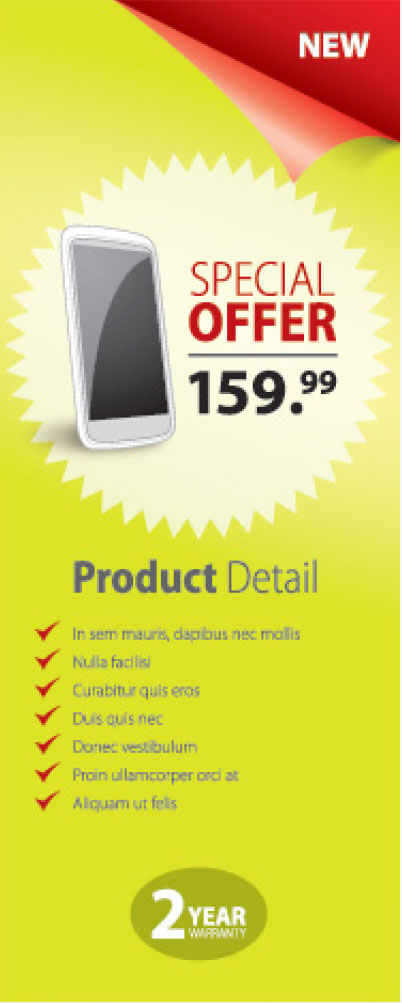 NEW
SPECIAL
OFFER
159.99
Product Detail
In sem mauris, dapibus nec mollis
Nulla facilisi
Curabitur quis eros
Duis quis nec
Donec vestibulum
Proin ullamcorper orci at
Aliquam ut felis
2 YEAR
WARRANTY